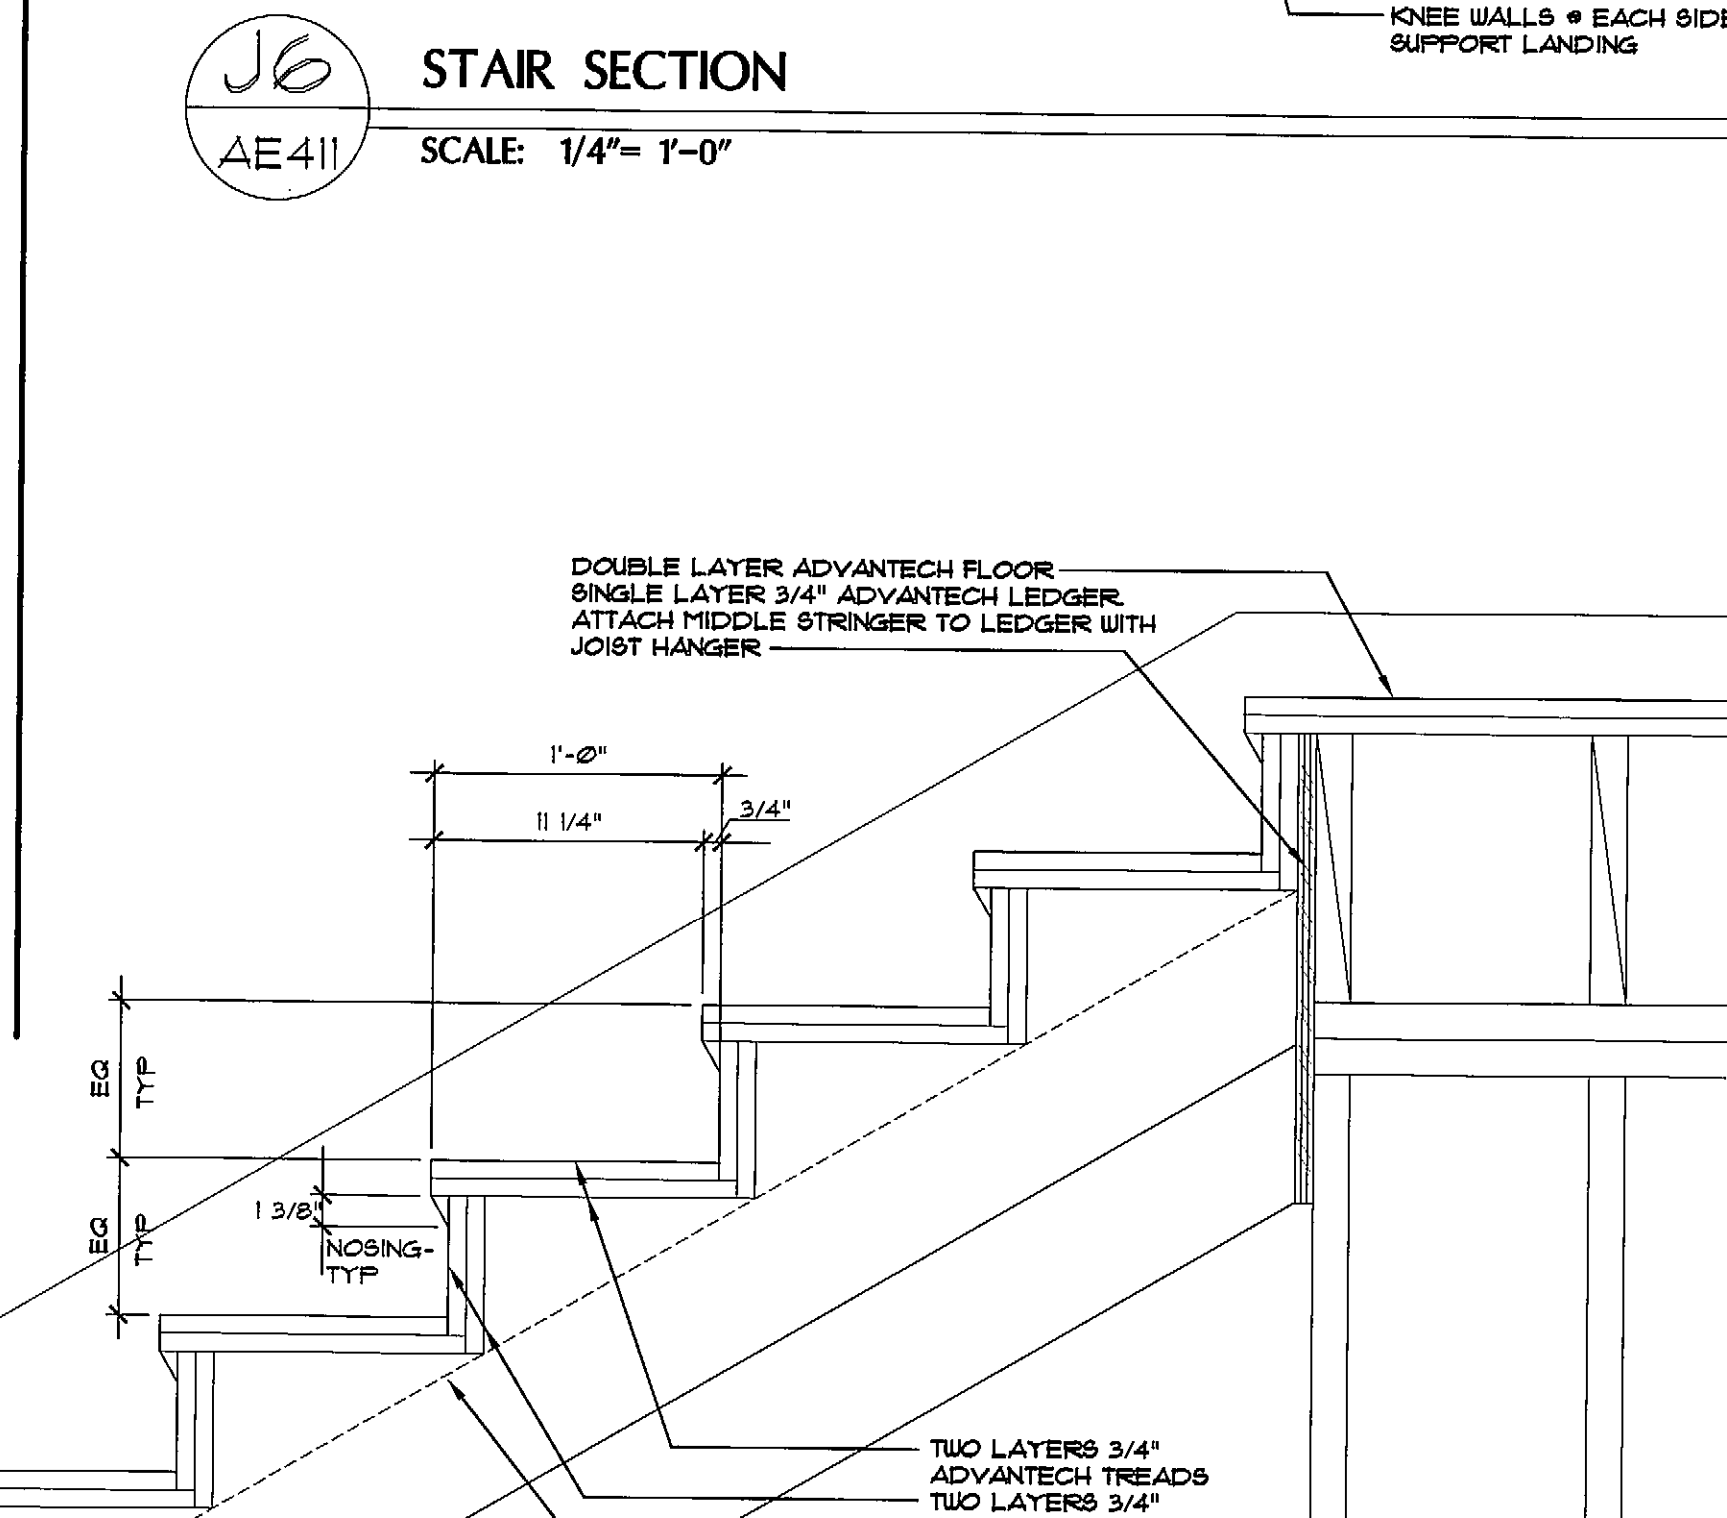 KNEE WALLS @ EACH SIDE
SUPPORT LANDING
J6
AE411
STAIR SECTION
SCALE: 1/4"= 1'-0"
DOUBLE LAYER ADVANTECH FLOOR
SINGLE LAYER 3/4" ADVANTECH LEDGER
ATTACH MIDDLE STRINGER TO LEDGER WITH
JOIST HANGER
1'-0"
11 1/4"
3/4"
EQ
TYP
EQ
TYP
1 3/8"
NOSING-
TYP
TWO LAYERS 3/4"
ADVANTECH TREADS
TWO LAYERS 3/4"